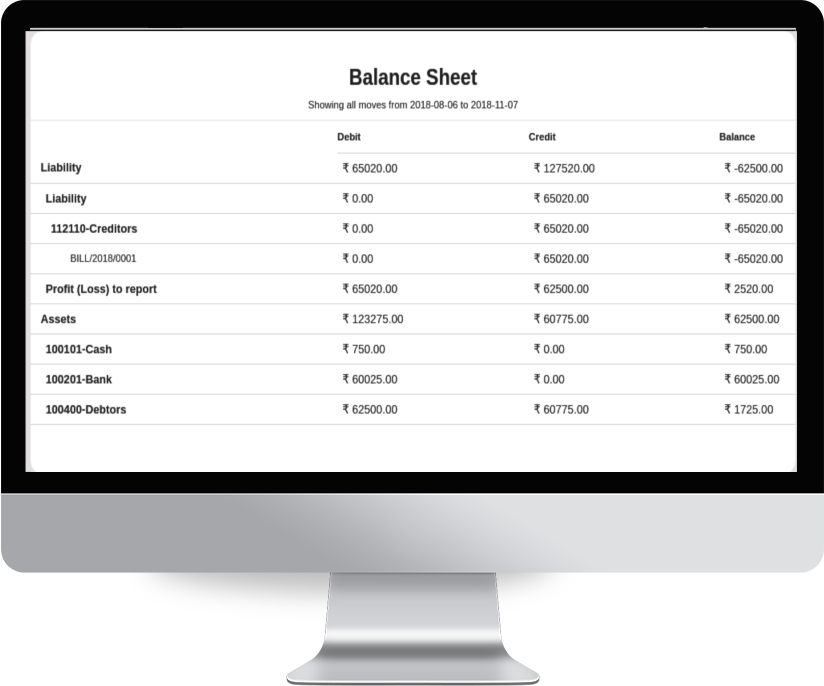 Balance Sheet
Showing all moves from 2018-08-06 to 2018-11-07
Debit Credit Balance
Liability ₹ 65020.00 ₹ 127520.00 ₹ -62500.00
Liability ₹ 0.00 ₹ 65020.00 ₹ -65020.00
112110-Creditors ₹ 0.00 ₹ 65020.00 ₹ -65020.00
BILL/2018/0001 ₹ 0.00 ₹ 65020.00 ₹ -65020.00
Profit (Loss) to report ₹ 65020.00 ₹ 62500.00 ₹ 2520.00
Assets ₹ 123275.00 ₹ 60775.00 ₹ 62500.00
100101-Cash ₹ 750.00 ₹ 0.00 ₹ 750.00
100201-Bank ₹ 60025.00 ₹ 0.00 ₹ 60025.00
100400-Debtors ₹ 62500.00 ₹ 60775.00 ₹ 1725.00